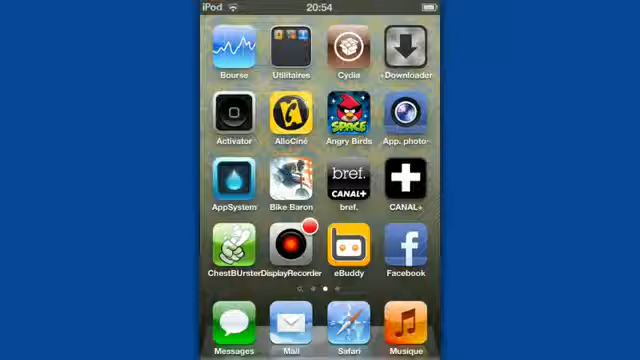 iPod 20:54
Bourse Utilitaires Cydia +Downloader
SPACE
Activator AlloCiné Angry Birds App. photo
bref.
CANAL+
AppSystem Bike Baron bref. CANAL+
ChestBUrster DisplayRecorder eBuddy Facebook
Messages Mail Safari Musique